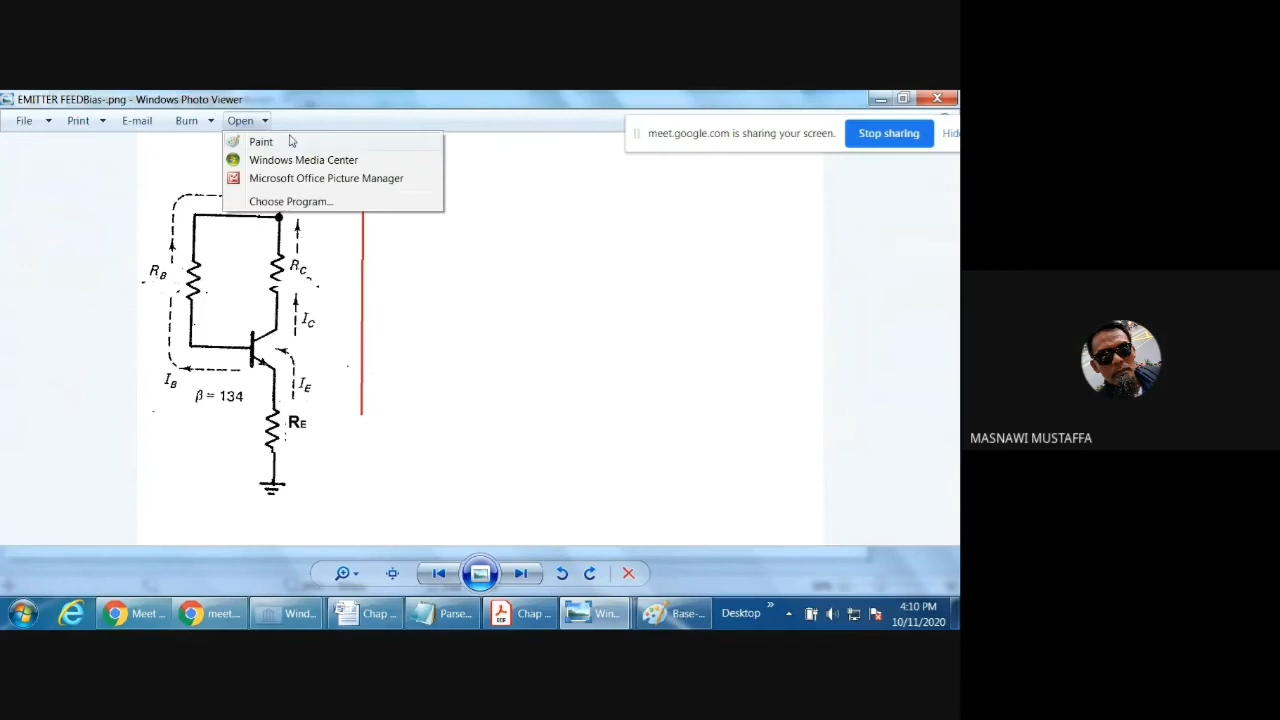 EMITTER FEEDBias-.png - Windows Photo Viewer
File Print E-mail Burn Open
meet.google.com is sharing your screen. Stop sharing Hide
Paint
Windows Media Center
Microsoft Office Picture Manager
Choose Program...
RB
RC
IC
IB
IE
β = 134
RE
MASNAWI MUSTAFFA
Meet ... meet... Wind... Chap ... Parse... Chap ... Win... Base-... Desktop »
4:10 PM
10/11/2020